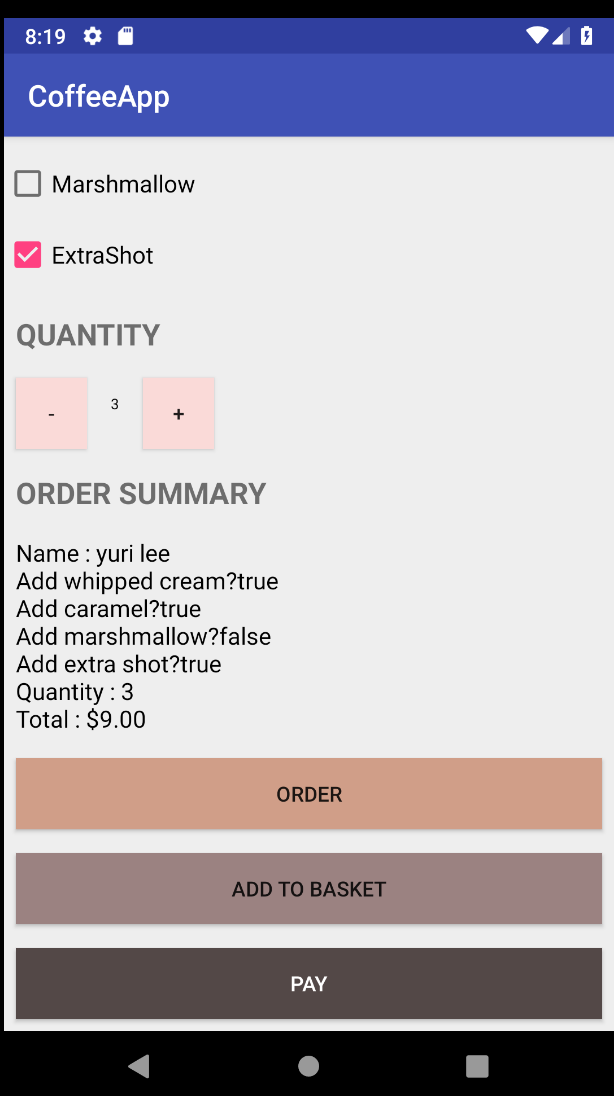 8:19
CoffeeApp
Marshmallow
ExtraShot
QUANTITY
- 3 +
ORDER SUMMARY
Name : yuri lee
Add whipped cream?true
Add caramel?true
Add marshmallow?false
Add extra shot?true
Quantity : 3
Total : $9.00
ORDER
ADD TO BASKET
PAY